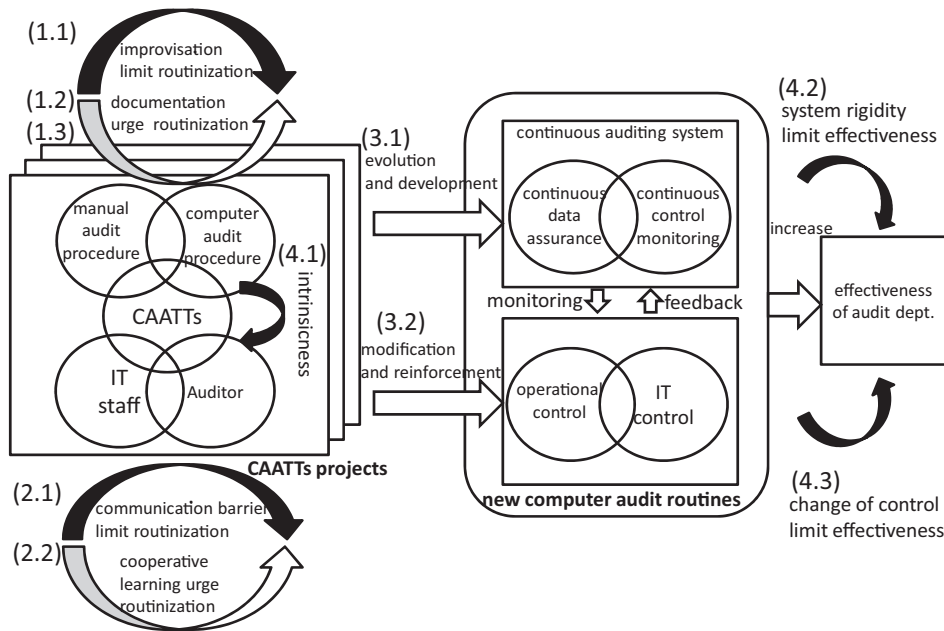 (1.1)
improvisation
limit routinization
(1.2)
documentation
urge routinization
(1.3)
manual
audit
procedure
computer
audit
procedure
(4.1)
intrinsicness
CAATTs
IT
staff
Auditor
CAATTs projects
(2.1)
communication barrier
limit routinization
(2.2)
cooperative
learning urge
routinization
(3.1)
evolution
and development
(3.2)
modification
and reinforcement
continuous auditing system
continuous
data
assurance
continuous
control
monitoring
monitoring
feedback
operational
control
IT
control
new computer audit routines
(4.2)
system rigidity
limit effectiveness
increase
effectiveness
of audit dept.
(4.3)
change of control
limit effectiveness